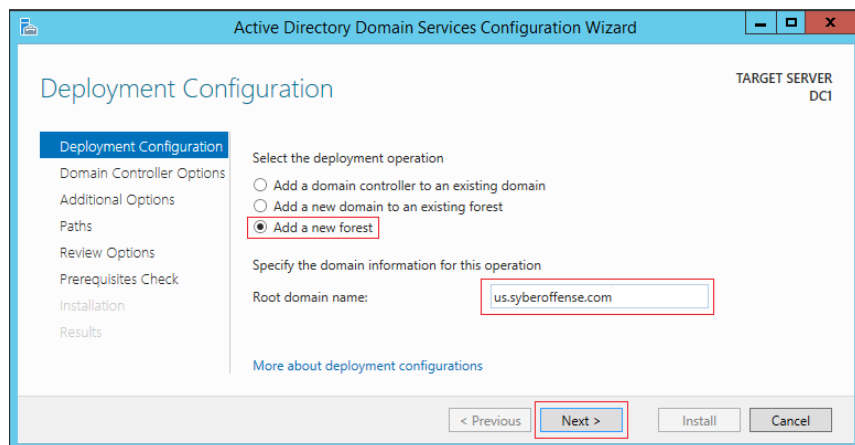 Active Directory Domain Services Configuration Wizard
Deployment Configuration
TARGET SERVER
DC1
Deployment Configuration
Domain Controller Options
Additional Options
Paths
Review Options
Prerequisites Check
Installation
Results
Select the deployment operation
Add a domain controller to an existing domain
Add a new domain to an existing forest
Add a new forest
Specify the domain information for this operation
Root domain name: us.syberoffense.com
More about deployment configurations
< Previous Next > Install Cancel